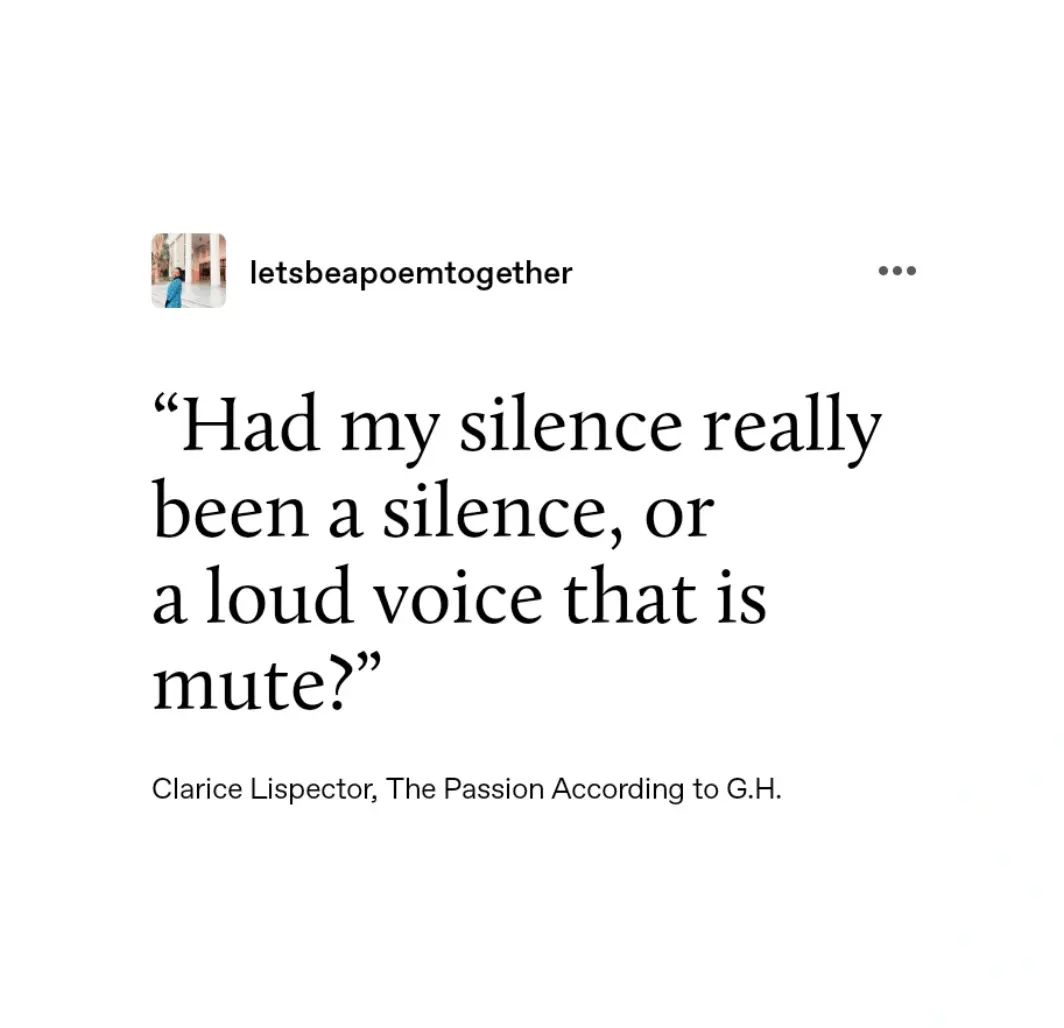 letsbeapoemtogether
“Had my silence really
been a silence, or
a loud voice that is
mute?”
Clarice Lispector, The Passion According to G.H.